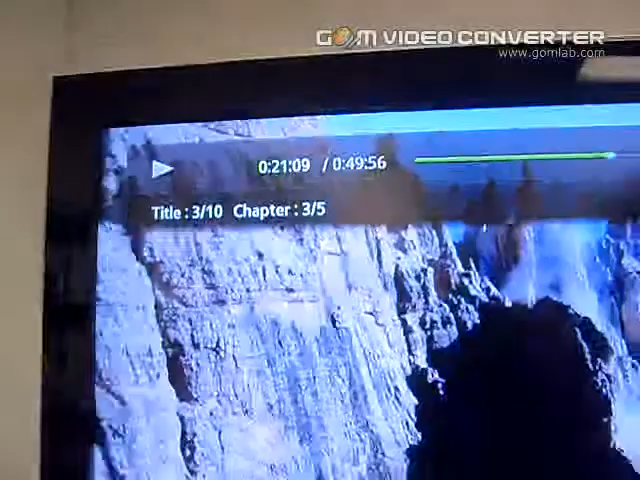 GOM VIDEO CONVERTER
www.gomlab.com
0:21:09 / 0:49:56
Title : 3/10 Chapter : 3/5